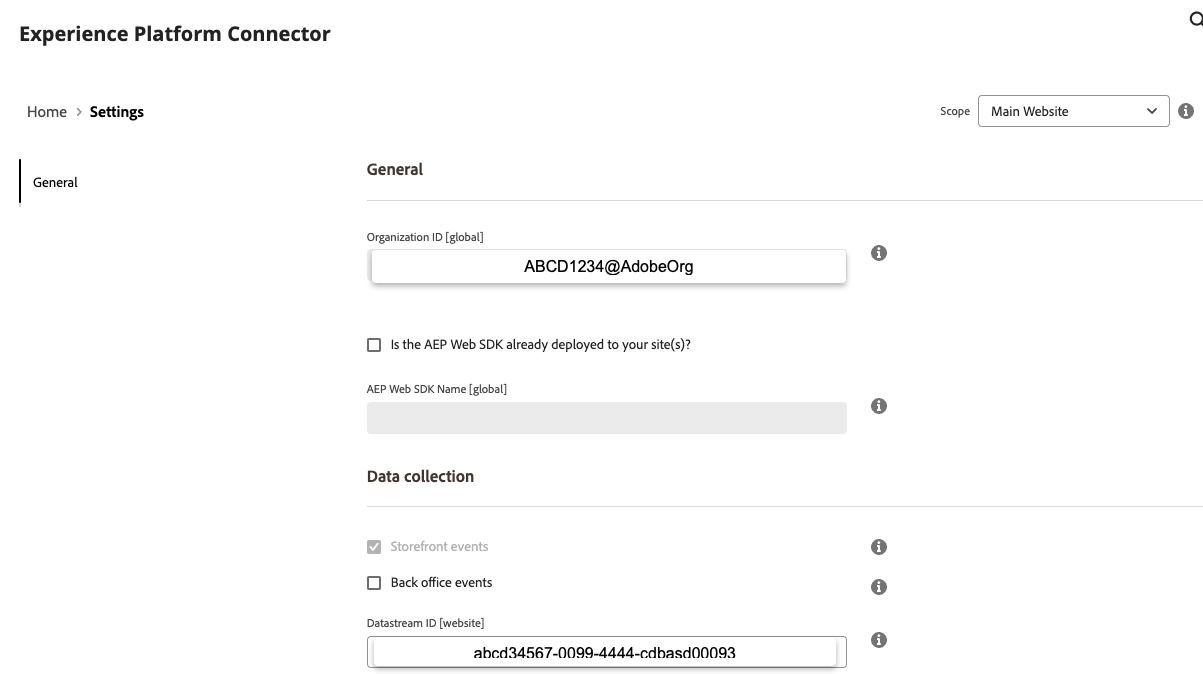 Experience Platform Connector
Home > Settings
Scope
Main Website
General
General
Organization ID [global]
ABCD1234@AdobeOrg
Is the AEP Web SDK already deployed to your site(s)?
AEP Web SDK Name [global]
Data collection
Storefront events
Back office events
Datastream ID [website]
abcd34567-0099-4444-cdbasd00093